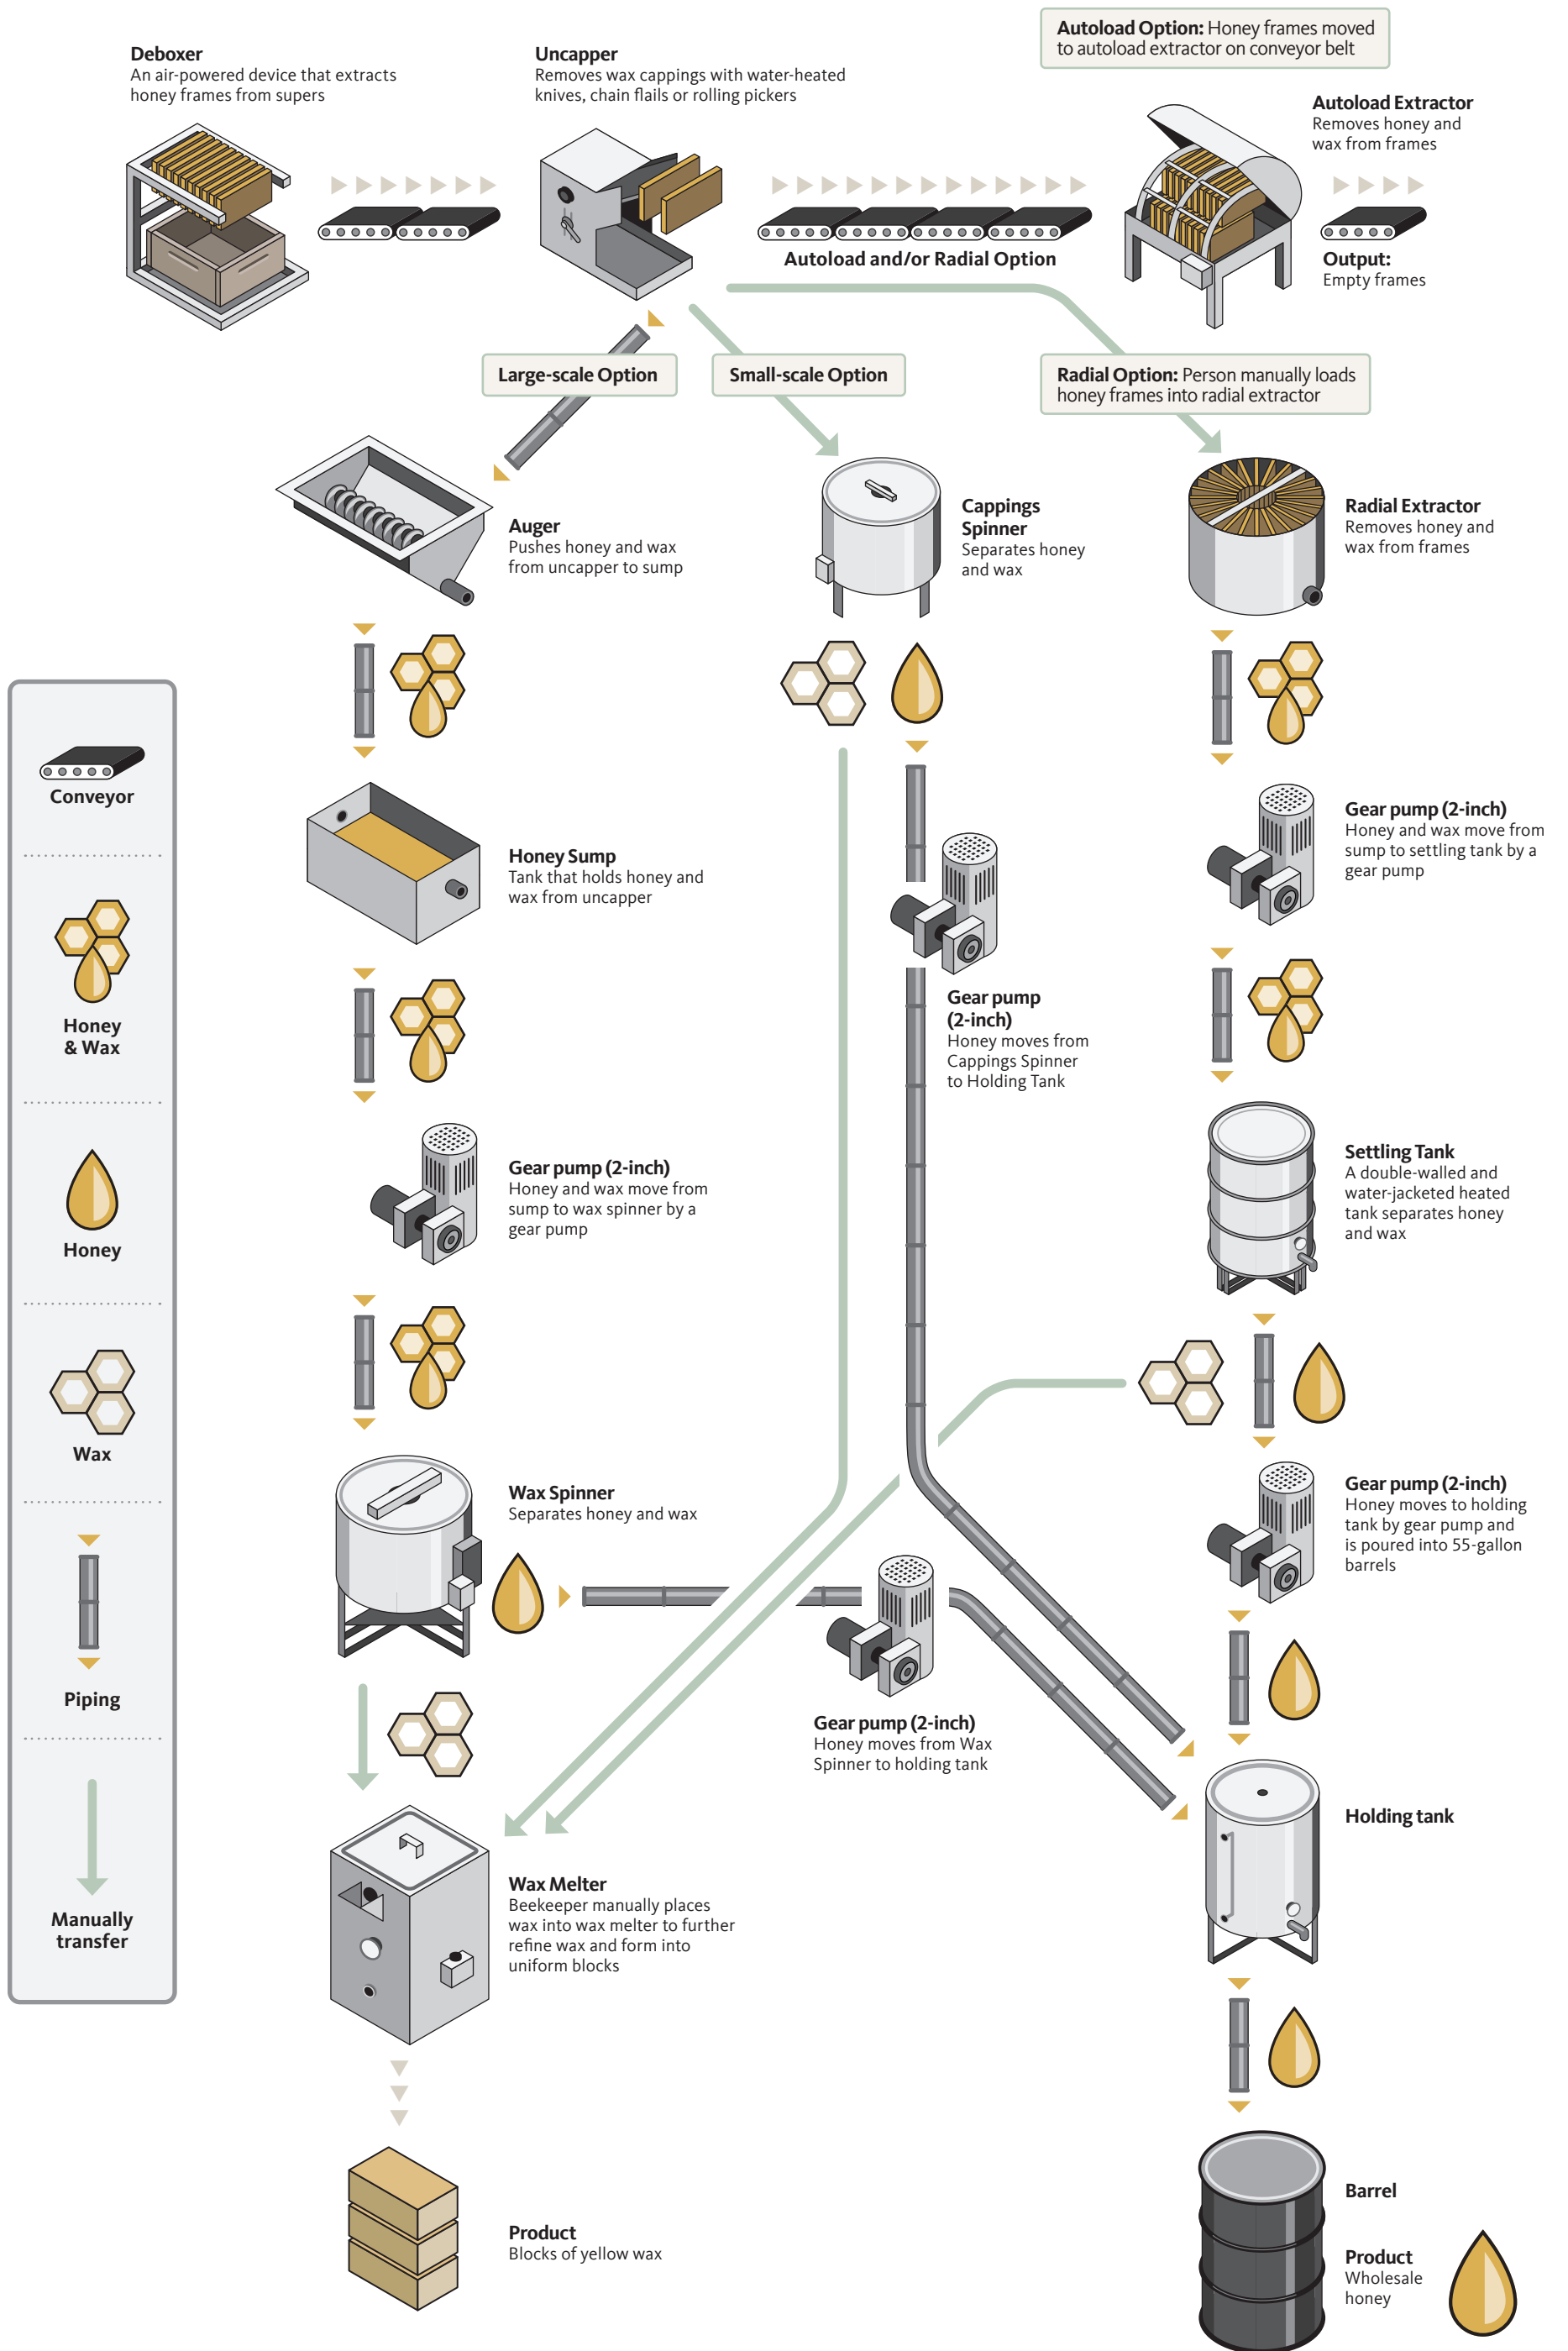 Autoload Option: Honey frames moved
to autoload extractor on conveyor belt
Deboxer
An air-powered device that extracts
honey frames from supers
Uncapper
Removes wax cappings with water-heated
knives, chain flails or rolling pickers
Autoload Extractor
Removes honey and
wax from frames
Autoload and/or Radial Option
Output:
Empty frames
Large-scale Option
Small-scale Option
Radial Option: Person manually loads
honey frames into radial extractor
Auger
Pushes honey and wax
from uncapper to sump
Cappings
Spinner
Separates honey
and wax
Radial Extractor
Removes honey and
wax from frames
Conveyor
Honey
& Wax
Honey
Wax
Piping
Manually
transfer
Honey Sump
Tank that holds honey and
wax from uncapper
Gear pump (2-inch)
Honey and wax move from
sump to settling tank by a
gear pump
Gear pump
(2-inch)
Honey moves from
Cappings Spinner
to Holding Tank
Gear pump (2-inch)
Honey and wax move from
sump to wax spinner by a
gear pump
Settling Tank
A double-walled and
water-jacketed heated
tank separates honey
and wax
Wax Spinner
Separates honey and wax
Gear pump (2-inch)
Honey moves to holding
tank by gear pump and
is poured into 55-gallon
barrels
Gear pump (2-inch)
Honey moves from Wax
Spinner to holding tank
Holding tank
Wax Melter
Beekeeper manually places
wax into wax melter to further
refine wax and form into
uniform blocks
Product
Blocks of yellow wax
Barrel
Product
Wholesale
honey